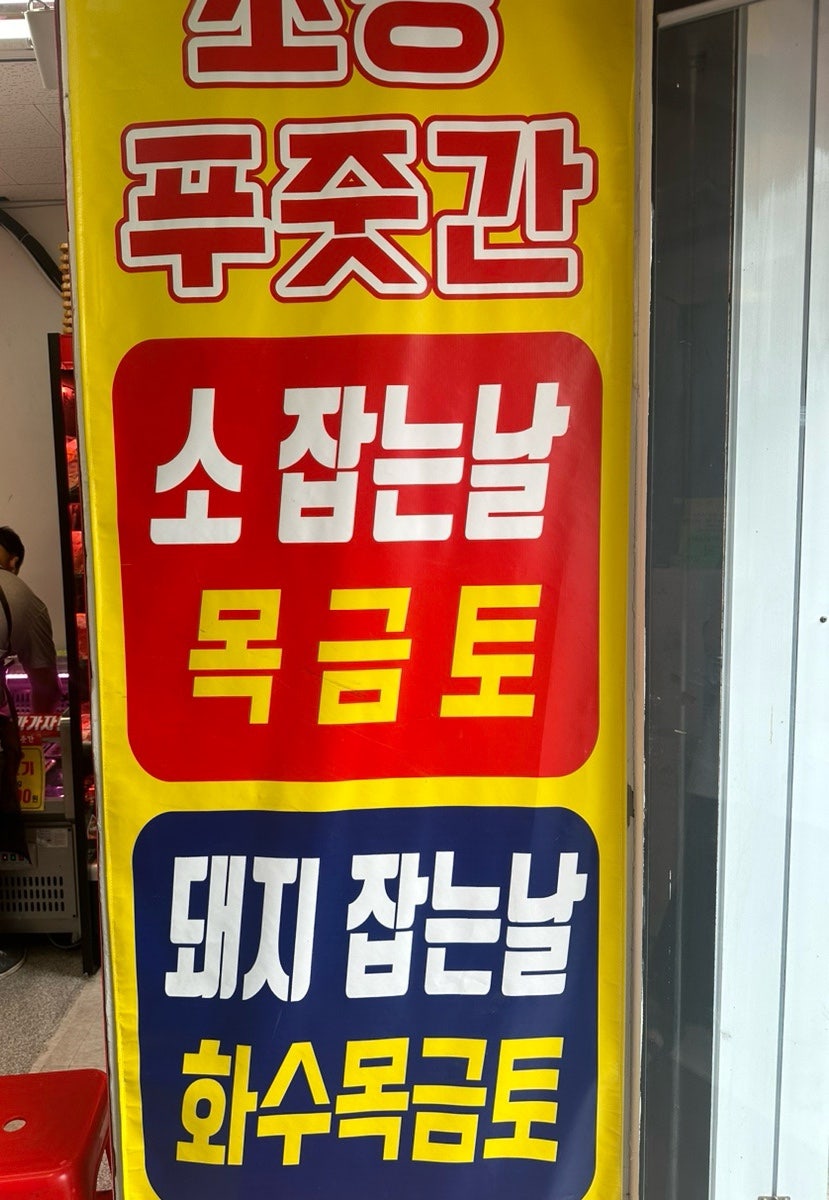 푸줏간
소 잡는날
목금토
돼지 잡는날
화수목금토